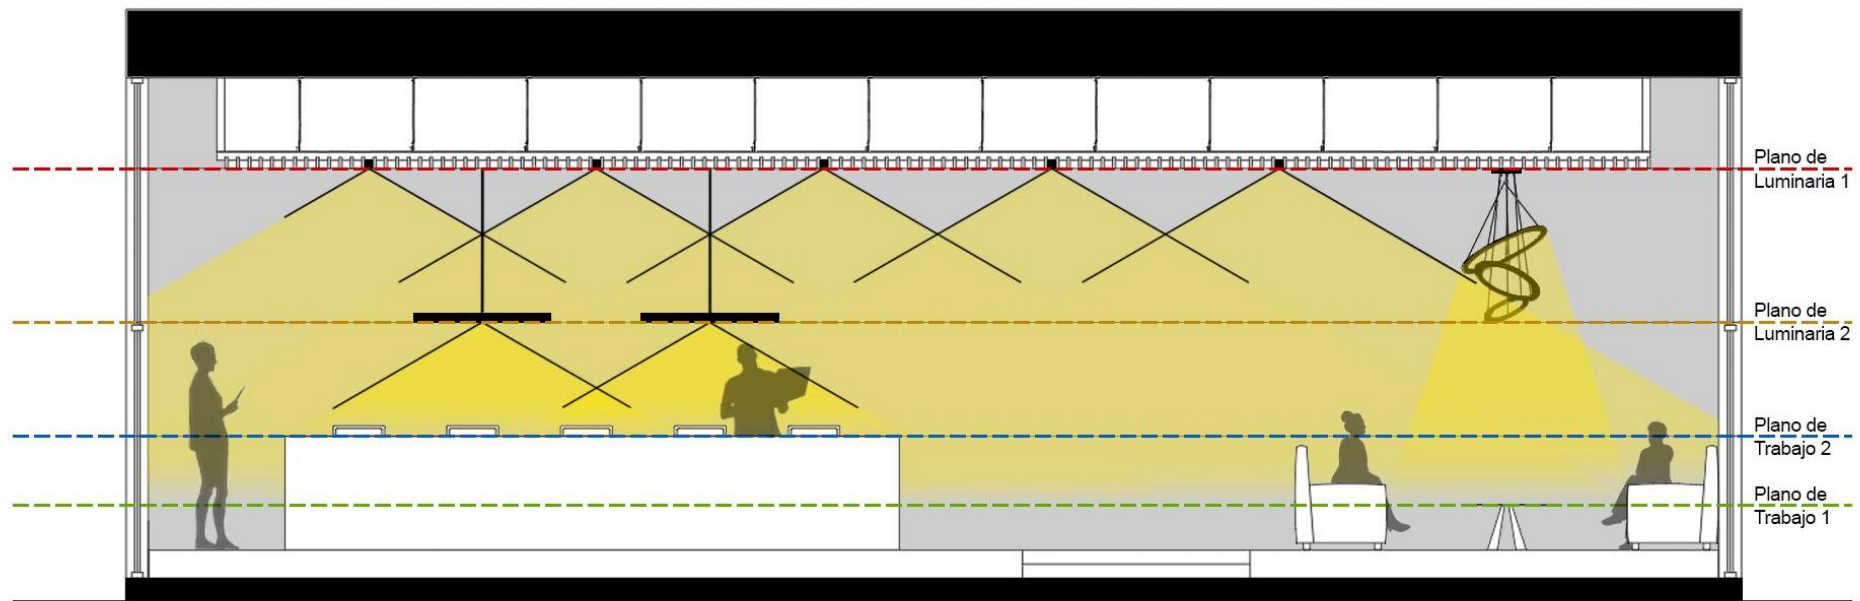 Plano de
Luminaria 1
Plano de
Luminaria 2
Plano de
Trabajo 2
Plano de
Trabajo 1